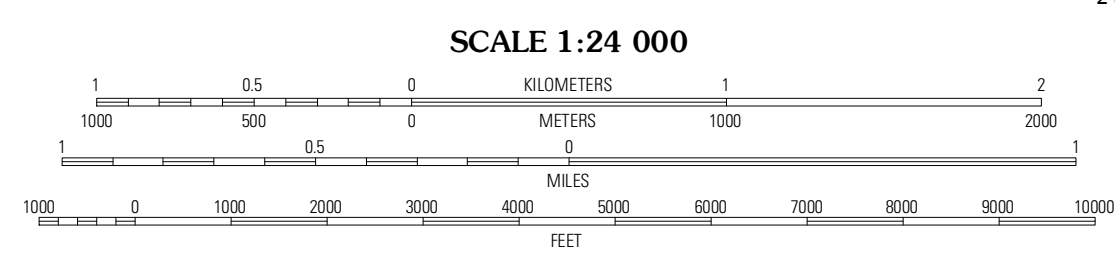 SCALE 1:24 000
1 0.5 0 KILOMETERS 1 2
1000 500 0 METERS 1000 2000
1 0.5 0 1
MILES
1000 0 1000 2000 3000 4000 5000 6000 7000 8000 9000 10000
FEET